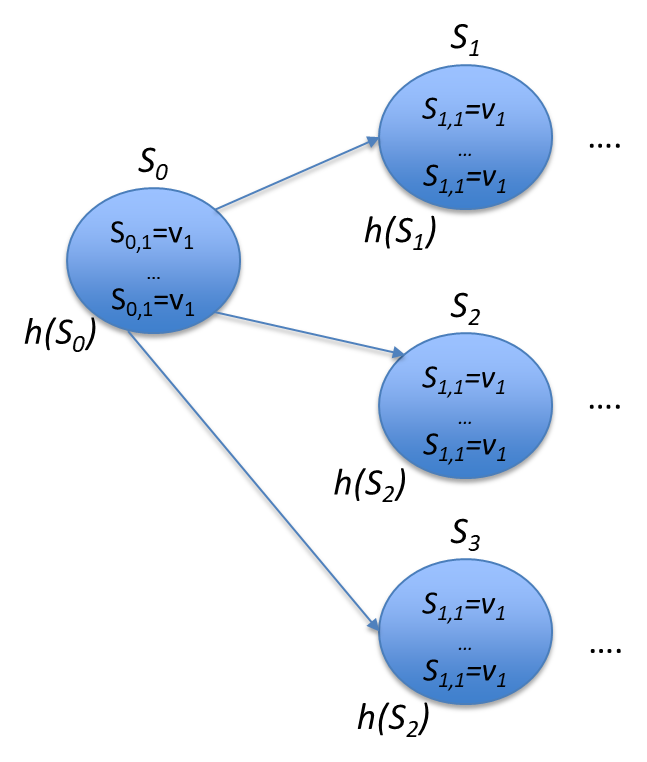 S₀
S₀,₁=v₁
...
S₀,₁=v₁
h(S₀)
S₁
S₁,₁=v₁
...
S₁,₁=v₁
....
h(S₁)
S₂
S₁,₁=v₁
...
S₁,₁=v₁
....
h(S₂)
S₃
S₁,₁=v₁
...
S₁,₁=v₁
....
h(S₂)